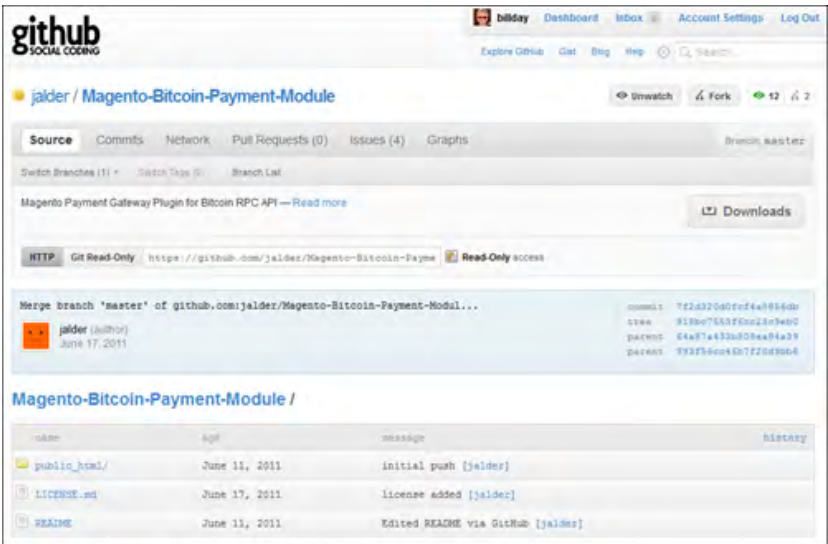 github
SOCIAL CODING
billday Dashboard Inbox Account Settings Log Out
Explore GitHub Gist Blog Help Search...
jalder / Magento-Bitcoin-Payment-Module
Unwatch Fork 12 2
Source Commits Network Pull Requests (0) Issues (4) Graphs Branch: master
Switch Branches (1) Switch Tags (0) Branch List
Magento Payment Gateway Plugin for Bitcoin RPC API — Read more
Downloads
HTTP Git Read-Only https://github.com/jalder/Magento-Bitcoin-Payme Read-Only access
Merge branch 'master' of github.com:jalder/Magento-Bitcoin-Payment-Modul...
jalder (author)
June 17, 2011
commit
tree
parent
parent
Magento-Bitcoin-Payment-Module /
name age message history
public_html/ June 11, 2011 initial push [jalder]
LICENSE.md June 17, 2011 license added [jalder]
README June 11, 2011 Edited README via GitHub [jalder]